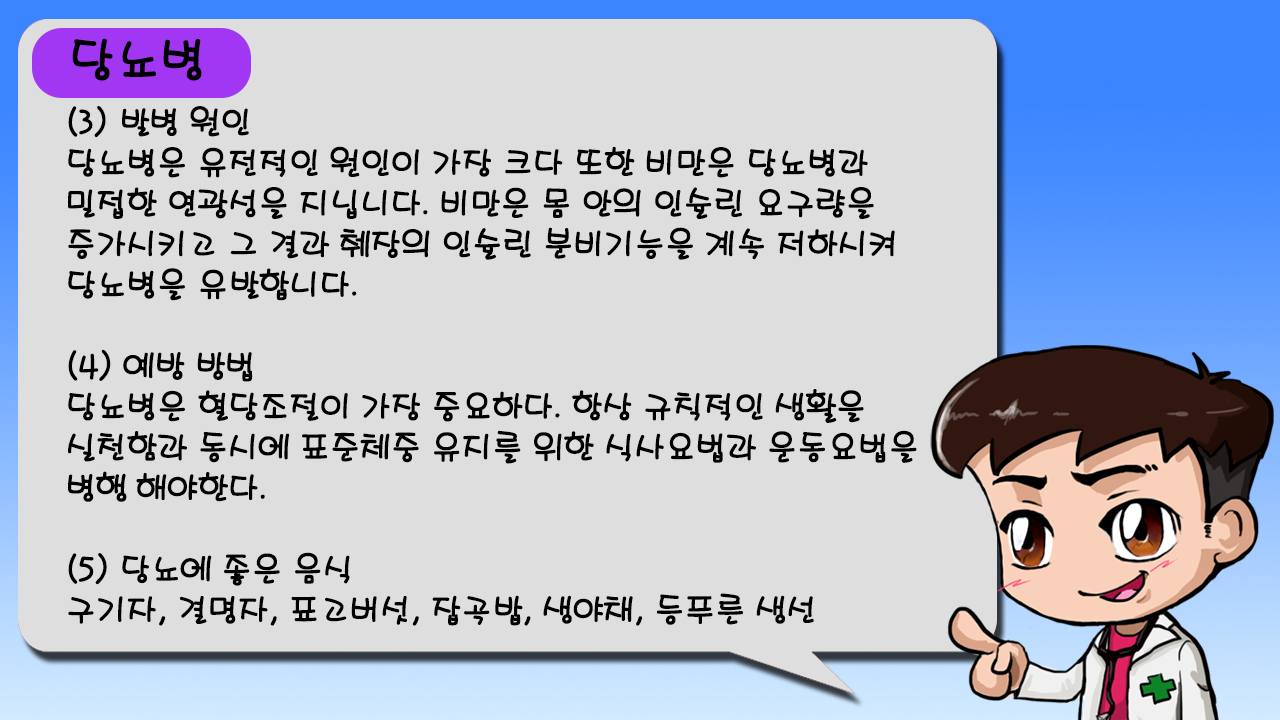 당뇨병
(3) 발병 원인
당뇨병은 유전적인 원인이 가장 크다 또한 비만은 당뇨병과
밀접한 연광성을 지닙니다. 비만은 몸 안의 인슐린 요구량을
증가시키고 그 결과 췌장의 인슐린 분비기능을 계속 저하시켜
당뇨병을 유발합니다.
(4) 예방 방법
당뇨병은 혈당조절이 가장 중요하다. 항상 규칙적인 생활을
실천함과 동시에 표준체중 유지를 위한 식사요법과 운동요법을
병행 해야한다.
(5) 당뇨에 좋은 음식
구기자, 결명자, 표고버섯, 잡곡밥, 생야채, 등푸른 생선